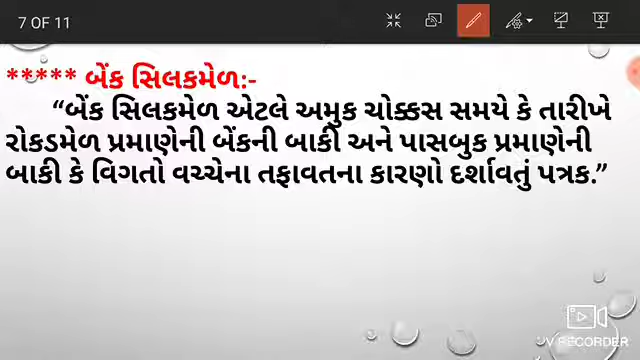 7 OF 11
***** બેંક સિલકમેળ:-
“બેંક સિલકમેળ એટલે અમુક ચોક્કસ સમયે કે તારીખે
રોકડમેળ પ્રમાણેની બેંકની બાકી અને પાસબુક પ્રમાણેની
બાકી કે વિગતો વચ્ચેના તફાવતના કારણો દર્શાવતું પત્રક.”
VV RECORDER